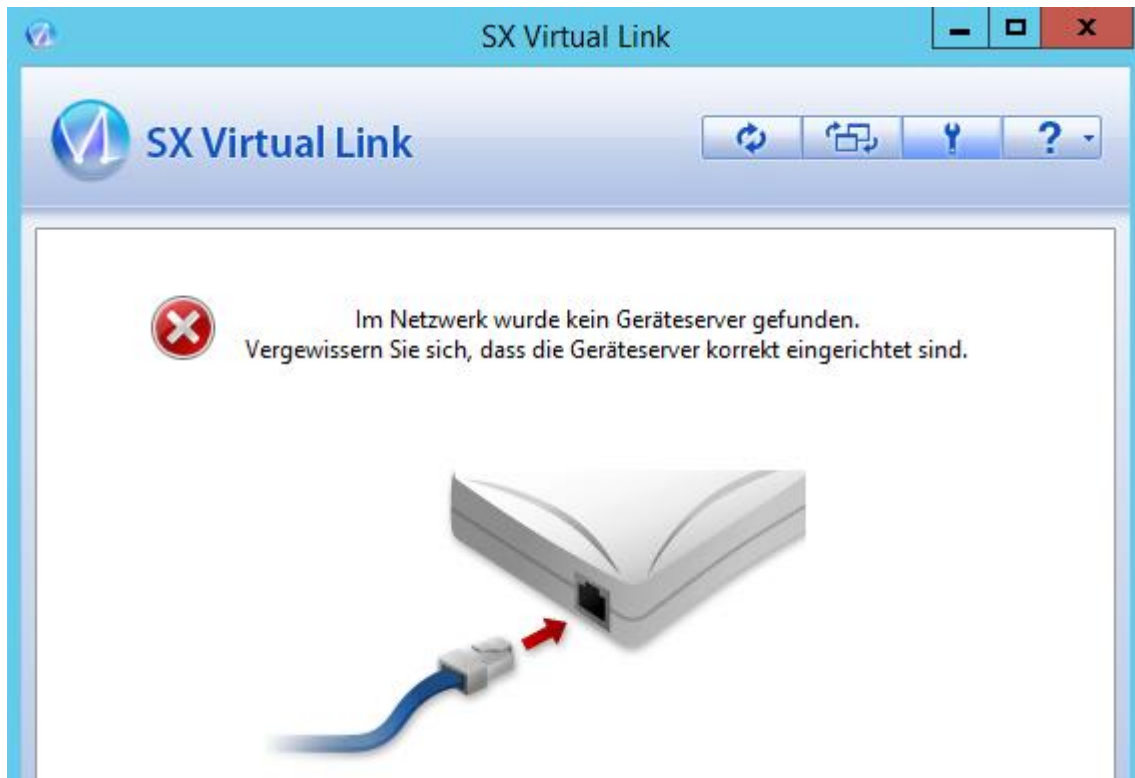 SX Virtual Link
SX Virtual Link
?
Im Netzwerk wurde kein Geräteserver gefunden.
Vergewissern Sie sich, dass die Geräteserver korrekt eingerichtet sind.